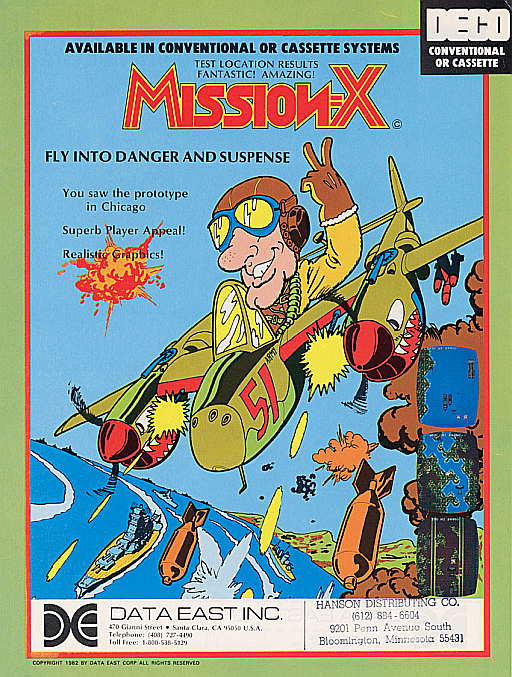 DECO
CONVENTIONAL
OR CASSETTE
AVAILABLE IN CONVENTIONAL OR CASSETTE SYSTEMS
TEST LOCATION RESULTS
FANTASTIC! AMAZING!
MISSION-X ©
FLY INTO DANGER AND SUSPENSE
You saw the prototype
in Chicago
Superb Player Appeal!
Realistic Graphics!
ARMY
51
DE
DATA EAST INC.
470 Gianni Street • Santa Clara, CA 95050 U.S.A.
Telephone: (408) 727-4490
Toll Free: 1-800-538-5129
HANSON DISTRIBUTING CO.
(612) 884-6604
9201 Penn Avenue South
Bloomington, Minnesota 55431
COPYRIGHT 1982 BY DATA EAST CORP ALL RIGHTS RESERVED